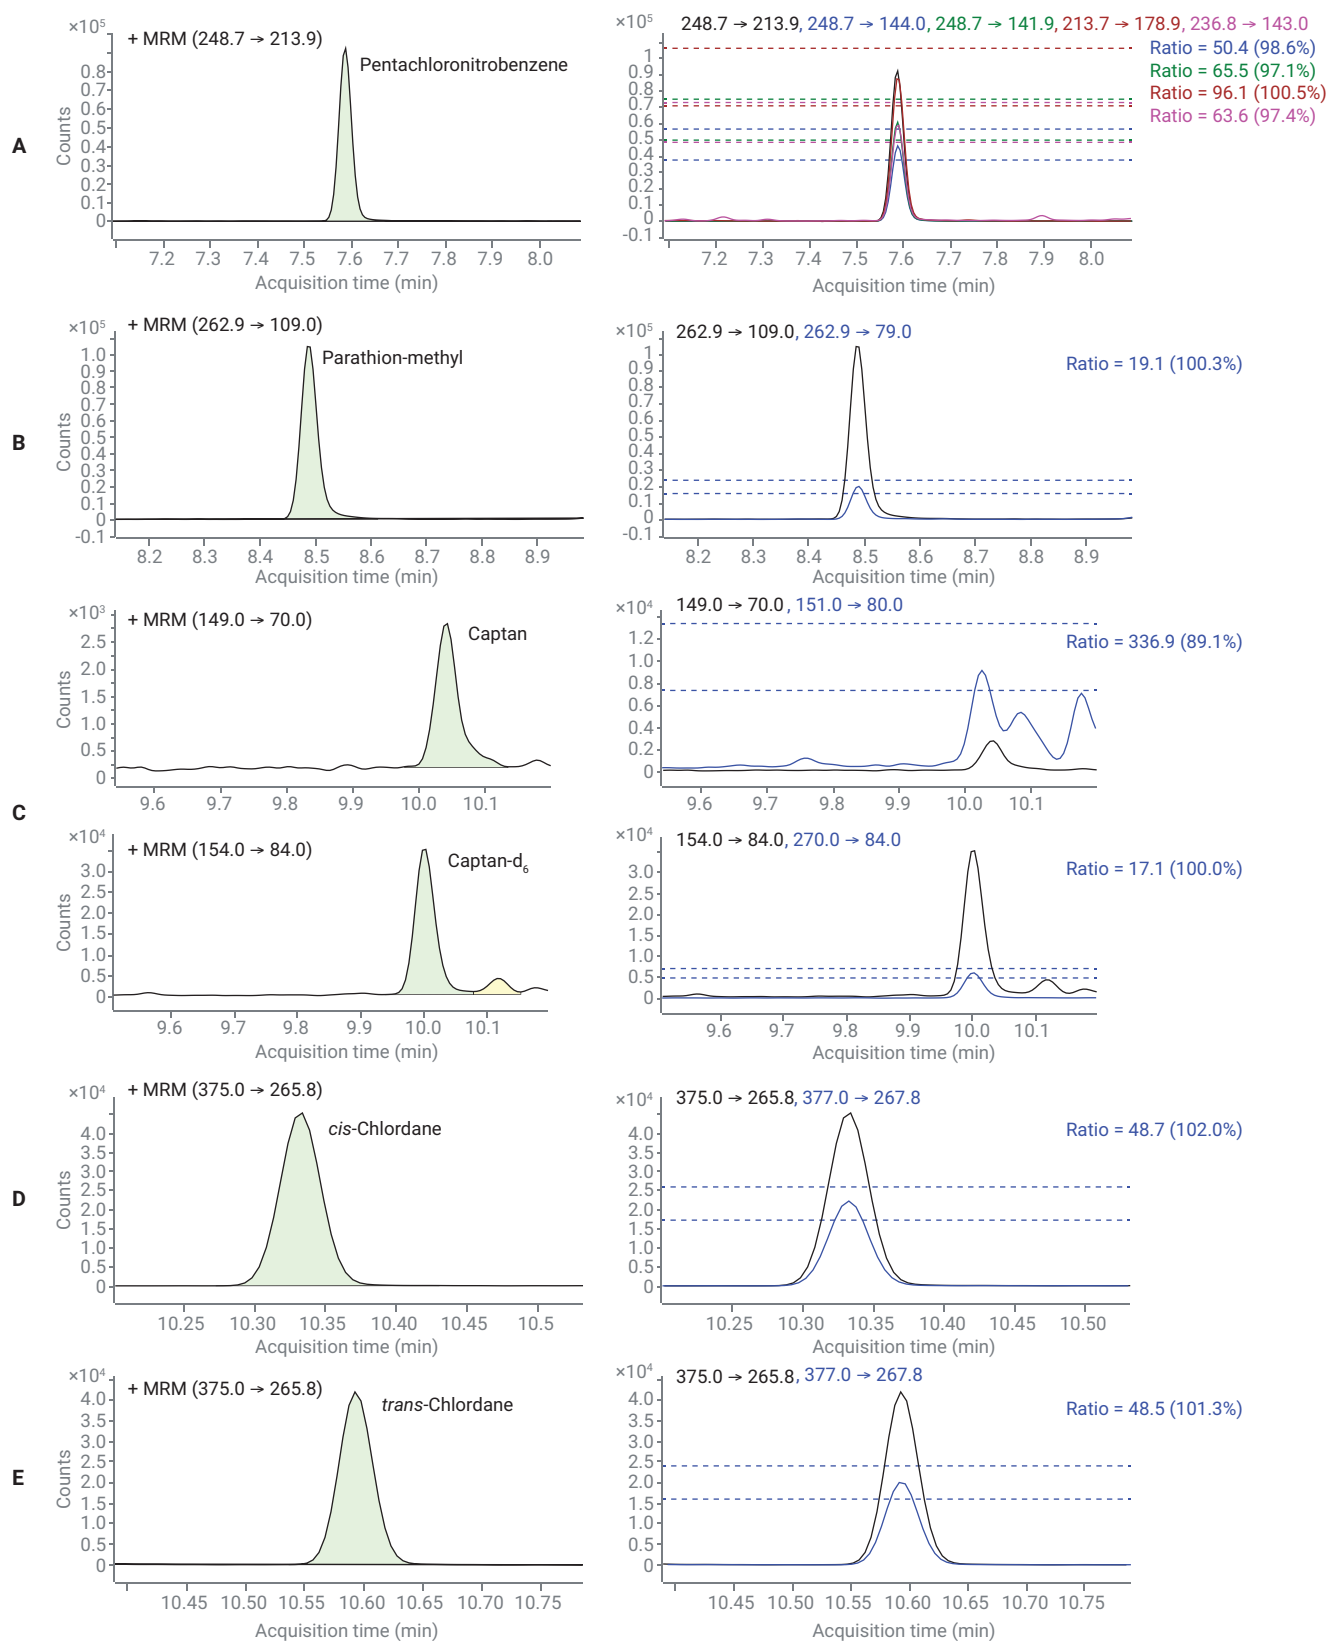 A
×10⁵
+ MRM (248.7 → 213.9)
Pentachloronitrobenzene
Counts
0.8
0.7
0.6
0.5
0.4
0.3
0.2
0.1
0
7.2 7.3 7.4 7.5 7.6 7.7 7.8 7.9 8.0
Acquisition time (min)
×10⁵
248.7 → 213.9, 248.7 → 144.0, 248.7 → 141.9, 213.7 → 178.9, 236.8 → 143.0
Ratio = 50.4 (98.6%)
Ratio = 65.5 (97.1%)
Ratio = 96.1 (100.5%)
Ratio = 63.6 (97.4%)
1
0.9
0.8
0.7
0.6
0.5
0.4
0.3
0.2
0.1
0
-0.1
7.2 7.3 7.4 7.5 7.6 7.7 7.8 7.9 8.0
Acquisition time (min)
B
×10⁵
+ MRM (262.9 → 109.0)
Parathion-methyl
Counts
1.0
0.9
0.8
0.7
0.6
0.5
0.4
0.3
0.2
0.1
0
-0.1
8.2 8.3 8.4 8.5 8.6 8.7 8.8 8.9
Acquisition time (min)
×10⁵
262.9 → 109.0, 262.9 → 79.0
Ratio = 19.1 (100.3%)
1
0.9
0.8
0.7
0.6
0.5
0.4
0.3
0.2
0.1
0
-0.1
8.2 8.3 8.4 8.5 8.6 8.7 8.8 8.9
Acquisition time (min)
C
×10³
+ MRM (149.0 → 70.0)
Captan
Counts
2.5
2.0
1.5
1.0
0.5
0
9.6 9.7 9.8 9.9 10.0 10.1
×10⁴
149.0 → 70.0 , 151.0 → 80.0
Ratio = 336.9 (89.1%)
1.2
1.0
0.8
0.6
0.4
0.2
0
9.6 9.7 9.8 9.9 10.0 10.1
×10⁴
+ MRM (154.0 → 84.0)
Captan-d₆
Counts
3.0
2.5
2.0
1.5
1.0
0.5
0
9.6 9.7 9.8 9.9 10.0 10.1
Acquisition time (min)
×10⁴
154.0 → 84.0, 270.0 → 84.0
Ratio = 17.1 (100.0%)
3.0
2.5
2.0
1.5
1.0
0.5
0
9.6 9.7 9.8 9.9 10.0 10.1
Acquisition time (min)
D
×10⁴
+ MRM (375.0 → 265.8)
cis-Chlordane
Counts
4.0
3.5
3.0
2.5
2.0
1.5
1.0
0.5
0
10.25 10.30 10.35 10.40 10.45 10.5
Acquisition time (min)
×10⁴
375.0 → 265.8, 377.0 → 267.8
Ratio = 48.7 (102.0%)
4.0
3.5
3.0
2.5
2.0
1.5
1.0
0.5
0
10.25 10.30 10.35 10.40 10.45 10.50
Acquisition time (min)
E
×10⁴
+ MRM (375.0 → 265.8)
trans-Chlordane
Counts
4.0
3.5
3.0
2.5
2.0
1.5
1.0
0.5
0
10.45 10.50 10.55 10.60 10.65 10.70 10.75
Acquisition time (min)
×10⁴
375.0 → 265.8, 377.0 → 267.8
Ratio = 48.5 (101.3%)
4.0
3.5
3.0
2.5
2.0
1.5
1.0
0.5
0
10.45 10.50 10.55 10.60 10.65 10.70 10.75
Acquisition time (min)